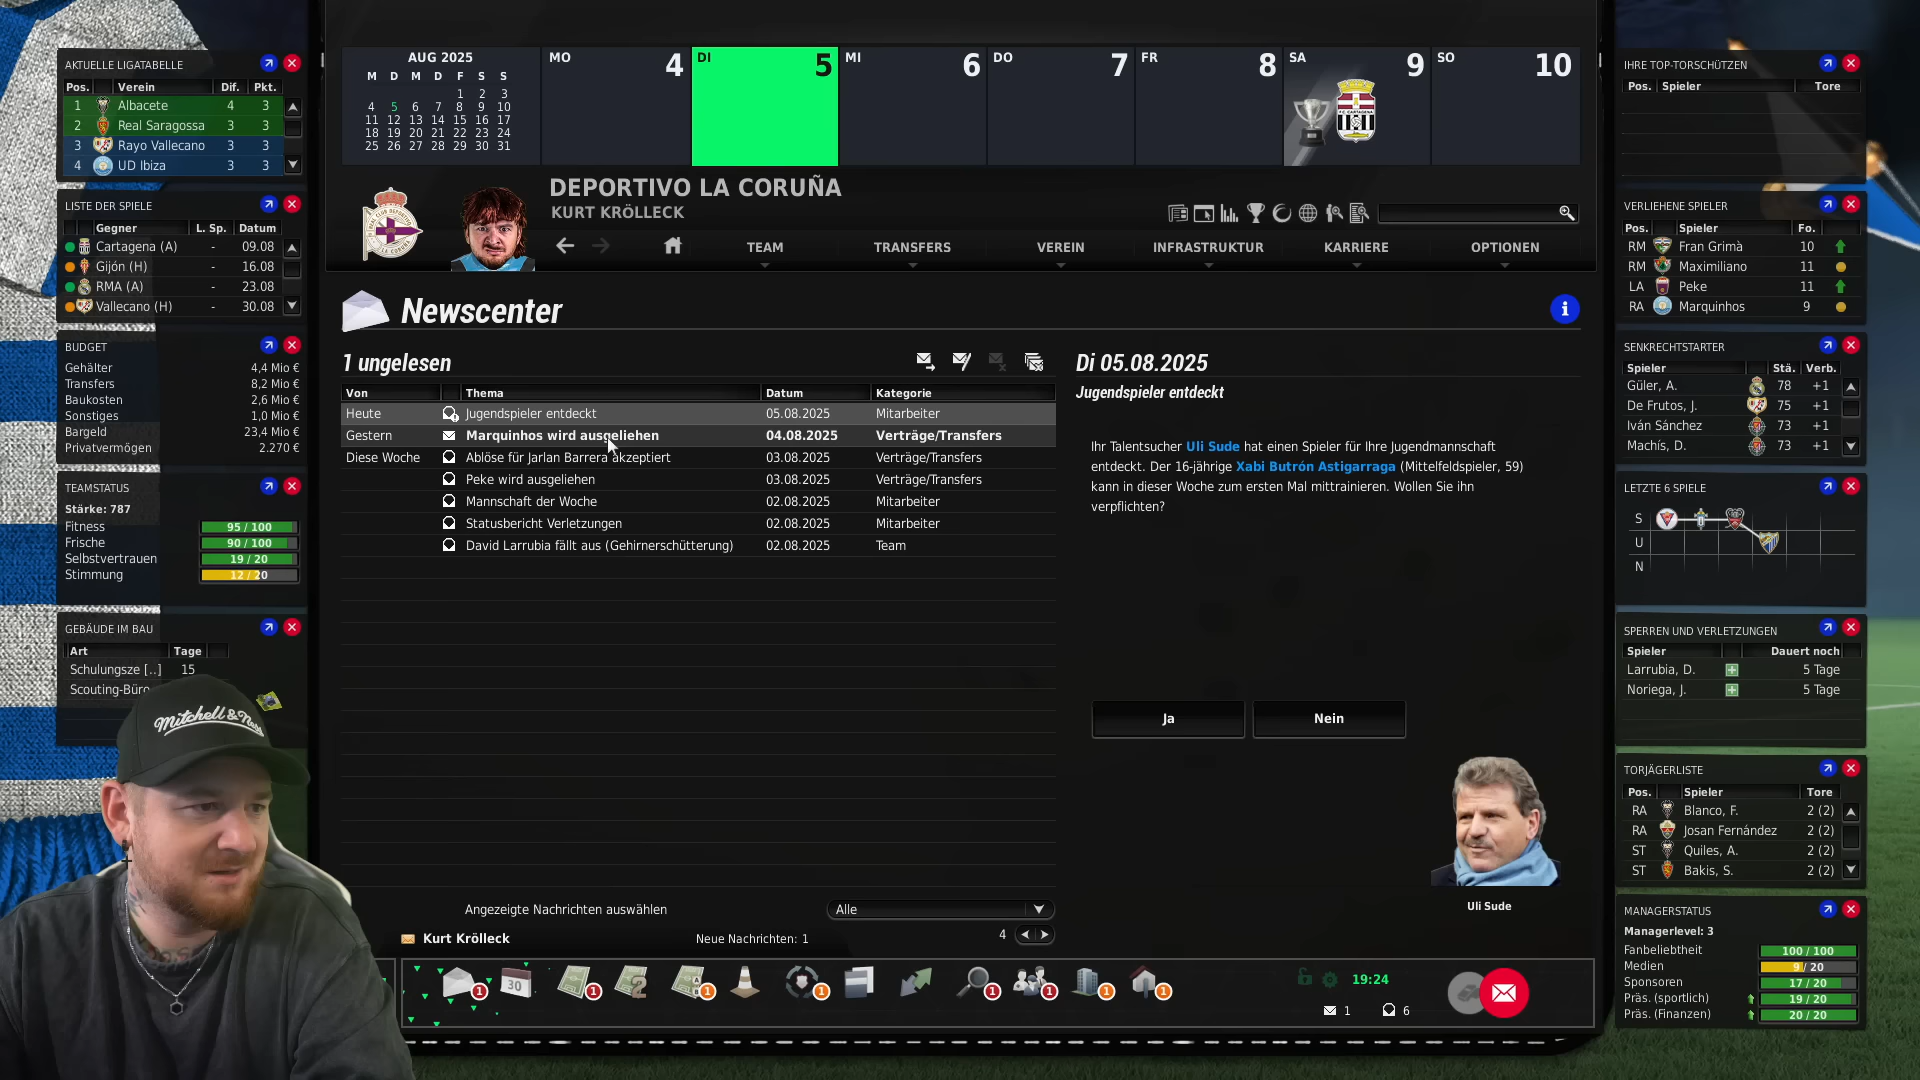 AKTUELLE LIGATABELLE
Pos. Verein Dif. Pkt.
1 Albacete 4 3
2 Real Saragossa 3 3
3 Rayo Vallecano 3 3
4 UD Ibiza 3 3
LISTE DER SPIELE
Gegner L. Sp. Datum
Cartagena (A) - 09.08
Gijón (H) - 16.08
RMA (A) - 23.08
Vallecano (H) - 30.08
BUDGET
Gehälter 4,4 Mio €
Transfers 8,2 Mio €
Baukosten 2,6 Mio €
Sonstiges 1,0 Mio €
Bargeld 23,4 Mio €
Privatvermögen 2.270 €
TEAMSTATUS
Stärke: 787
Fitness 95 / 100
Frische 90 / 100
Selbstvertrauen 19 / 20
Stimmung 12 / 20
GEBÄUDE IM BAU
Art Tage
Schulungsze [..] 15
Scouting-Büro
Mitchell & Ness
AUG 2025
M D M D F S S
1 2 3
4 5 6 7 8 9 10
11 12 13 14 15 16 17
18 19 20 21 22 23 24
25 26 27 28 29 30 31
MO 4
DI 5
MI 6
DO 7
FR 8
SA 9
SO 10
DEPORTIVO LA CORUÑA
KURT KRÖLLECK
TEAM TRANSFERS VEREIN INFRASTRUKTUR KARRIERE OPTIONEN
Newscenter
1 ungelesen
Von Thema Datum Kategorie
Heute Jugendspieler entdeckt 05.08.2025 Mitarbeiter
Gestern Marquinhos wird ausgeliehen 04.08.2025 Verträge/Transfers
Diese Woche Ablöse für Jarlan Barrera akzeptiert 03.08.2025 Verträge/Transfers
Peke wird ausgeliehen 03.08.2025 Verträge/Transfers
Mannschaft der Woche 02.08.2025 Mitarbeiter
Statusbericht Verletzungen 02.08.2025 Mitarbeiter
David Larrubia fällt aus (Gehirnerschütterung) 02.08.2025 Team
Angezeigte Nachrichten auswählen Alle
Kurt Krölleck Neue Nachrichten: 1 4
Di 05.08.2025
Jugendspieler entdeckt
Ihr Talentsucher Uli Sude hat einen Spieler für Ihre Jugendmannschaft
entdeckt. Der 16-jährige Xabi Butrón Astigarraga (Mittelfeldspieler, 59)
kann in dieser Woche zum ersten Mal mittrainieren. Wollen Sie ihn
verpflichten?
Ja Nein
Uli Sude
1 30 1 2 1 1 1 1 1 1
19:24
1 6
IHRE TOP-TORSCHÜTZEN
Pos. Spieler Tore
VERLIEHENE SPIELER
Pos. Spieler Fo.
RM Fran Grimà 10
RM Maximiliano 11
LA Peke 11
RA Marquinhos 9
SENKRECHTSTARTER
Spieler Stä. Verb.
Güler, A. 78 +1
De Frutos, J. 75 +1
Iván Sánchez 73 +1
Machís, D. 73 +1
LETZTE 6 SPIELE
S
U
N
SPERREN UND VERLETZUNGEN
Spieler Dauert noch
Larrubia, D. 5 Tage
Noriega, J. 5 Tage
TORJÄGERLISTE
Pos. Spieler Tore
RA Blanco, F. 2 (2)
RA Josan Fernández 2 (2)
ST Quiles, A. 2 (2)
ST Bakis, S. 2 (2)
MANAGERSTATUS
Managerlevel: 3
Fanbeliebtheit 100 / 100
Medien 9 / 20
Sponsoren 17 / 20
Präs. (sportlich) 19 / 20
Präs. (Finanzen) 20 / 20